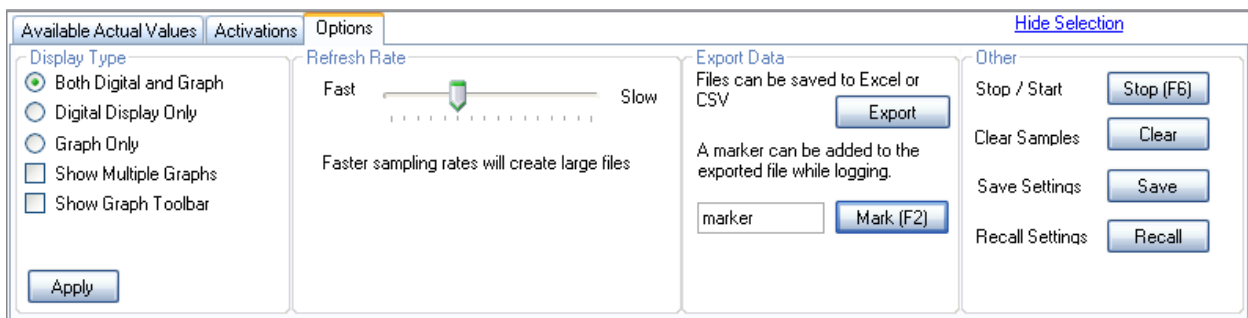 Available Actual Values
Activations
Options
Hide Selection
Display Type
Both Digital and Graph
Digital Display Only
Graph Only
Show Multiple Graphs
Show Graph Toolbar
Apply
Refresh Rate
Fast
Slow
Faster sampling rates will create large files
Export Data
Files can be saved to Excel or
CSV
Export
A marker can be added to the
exported file while logging.
marker
Mark (F2)
Other
Stop / Start
Stop (F6)
Clear Samples
Clear
Save Settings
Save
Recall Settings
Recall